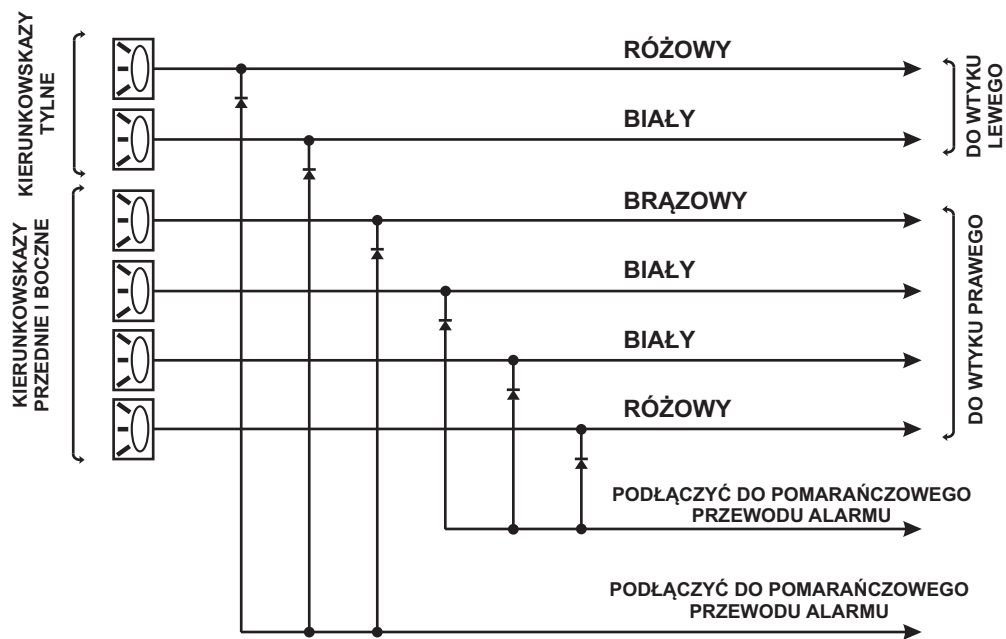 KIERUNKOWSKAZY
TYLNE
KIERUNKOWSKAZY
PRZEDNIE I BOCZNE
RÓŻOWY
BIAŁY
BRĄZOWY
BIAŁY
BIAŁY
RÓŻOWY
DO WTYKU
LEWEGO
DO WTYKU PRAWEGO
PODŁĄCZYĆ DO POMARAŃCZOWEGO
PRZEWODU ALARMU
PODŁĄCZYĆ DO POMARAŃCZOWEGO
PRZEWODU ALARMU